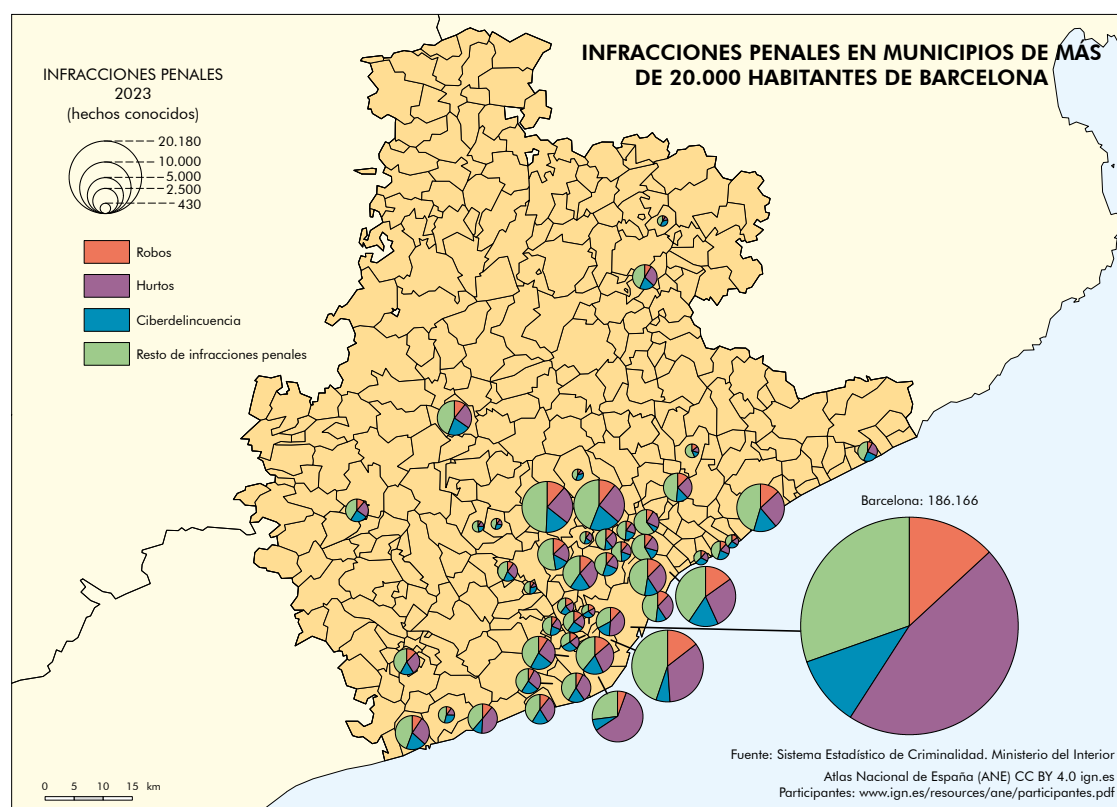 INFRACCIONES PENALES EN MUNICIPIOS DE MÁS
DE 20.000 HABITANTES DE BARCELONA
INFRACCIONES PENALES
2023
(hechos conocidos)
20.180
10.000
5.000
2.500
430
Robos
Hurtos
Ciberdelincuencia
Resto de infracciones penales
Barcelona: 186.166
Fuente: Sistema Estadístico de Criminalidad. Ministerio del Interior
Atlas Nacional de España (ANE) CC BY 4.0 ign.es
Participantes: www.ign.es/resources/ane/participantes.pdf
0 5 10 15 km